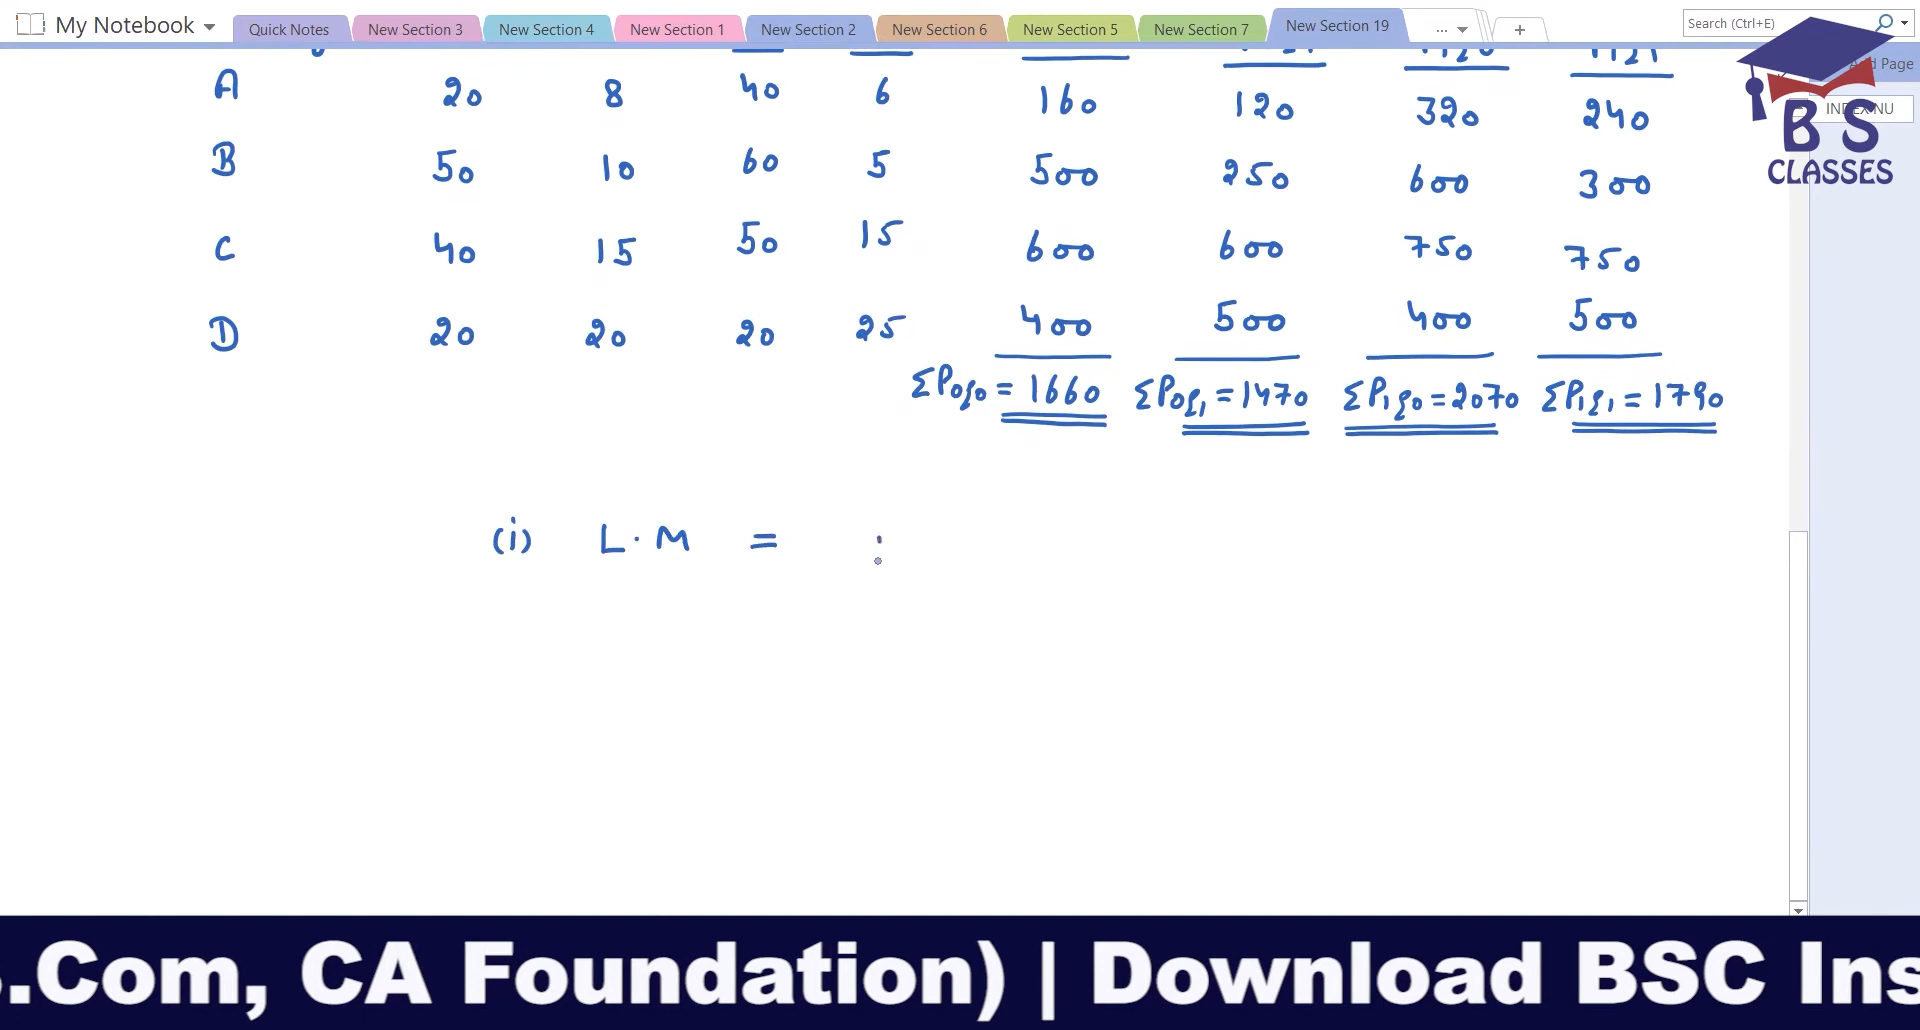 My Notebook Quick Notes New Section 3 New Section 4 New Section 1 New Section 2 New Section 6 New Section 5 New Section 7 New Section 19 ... + Search (Ctrl+E)
Page
INDEX NU
B S
CLASSES
A 20 8 40 6 160 120 320 240
B 50 10 60 5 500 250 600 300
C 40 15 50 15 600 600 750 750
D 20 20 20 25 400 500 400 500
ΣP₀q₀ = 1660 ΣP₀q₁ = 1470 ΣP₁q₀ = 2070 ΣP₁q₁ = 1790
(i) L.M =
.Com, CA Foundation) | Download BSC Ins